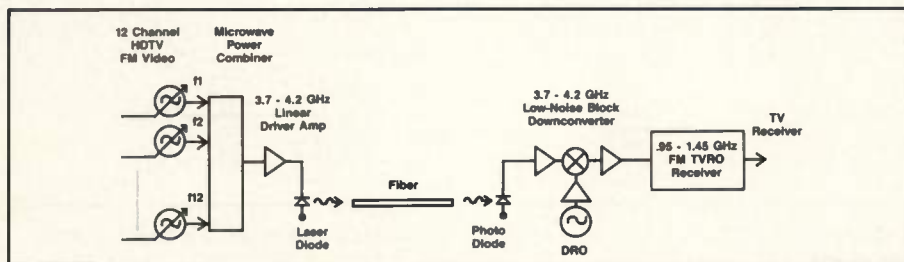 12 Channel
HDTV
FM Video
Microwave
Power
Combiner
f1
f2
f12
3.7 - 4.2 GHz
Linear
Driver Amp
Laser
Diode
Fiber
Photo
Diode
3.7 - 4.2 GHz
Low-Noise Block
Downconverter
DRO
.95 - 1.45 GHz
FM TVRO
Receiver
TV
Receiver